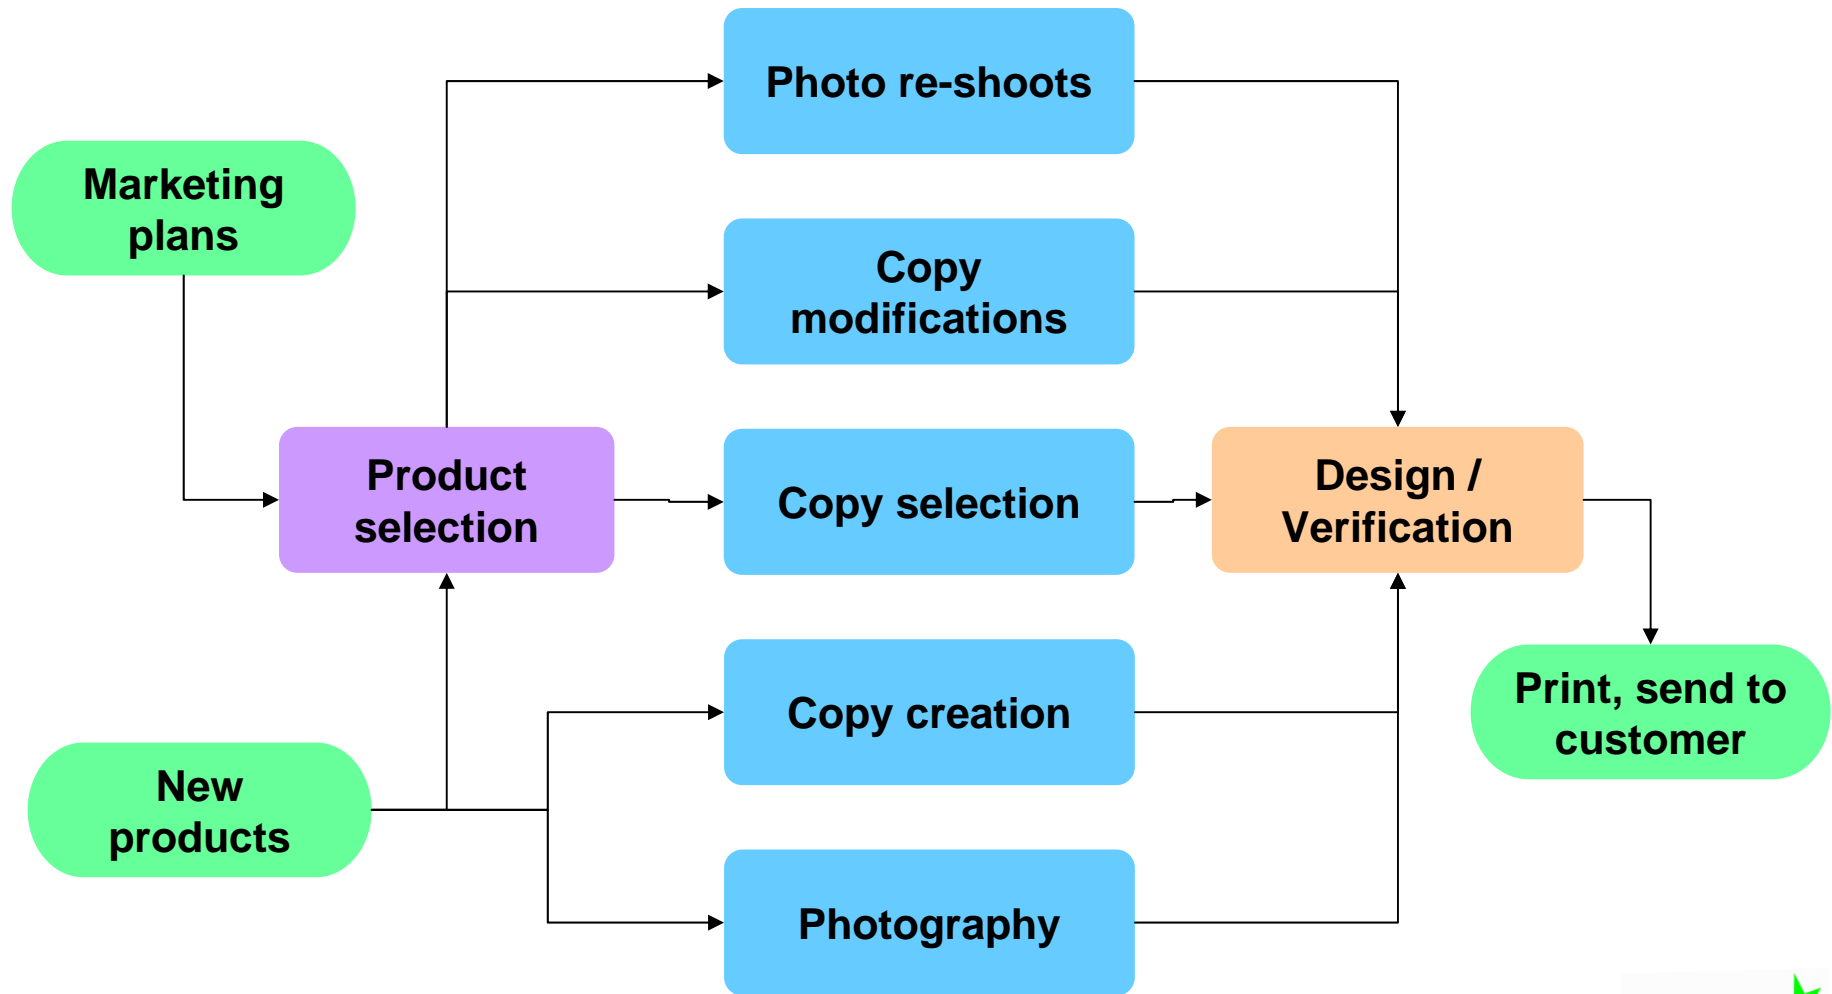 Photo re-shoots
Marketing
plans
Copy
modifications
Product
selection
Copy selection
Design /
Verification
Copy creation
Print, send to
customer
New
products
Photography